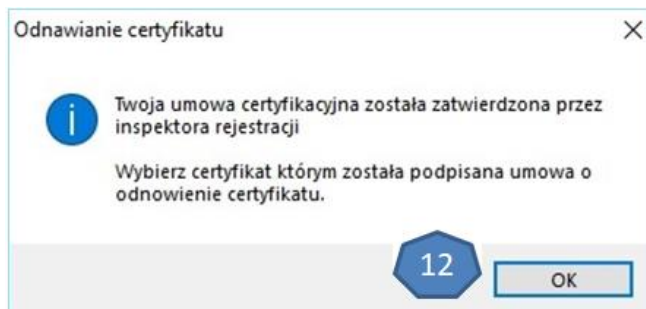 Odnawianie certyfikatu
Twoja umowa certyfikacyjna została zatwierdzona przez
inspektora rejestracji
Wybierz certyfikat którym została podpisana umowa o
odnowienie certyfikatu.
12
OK